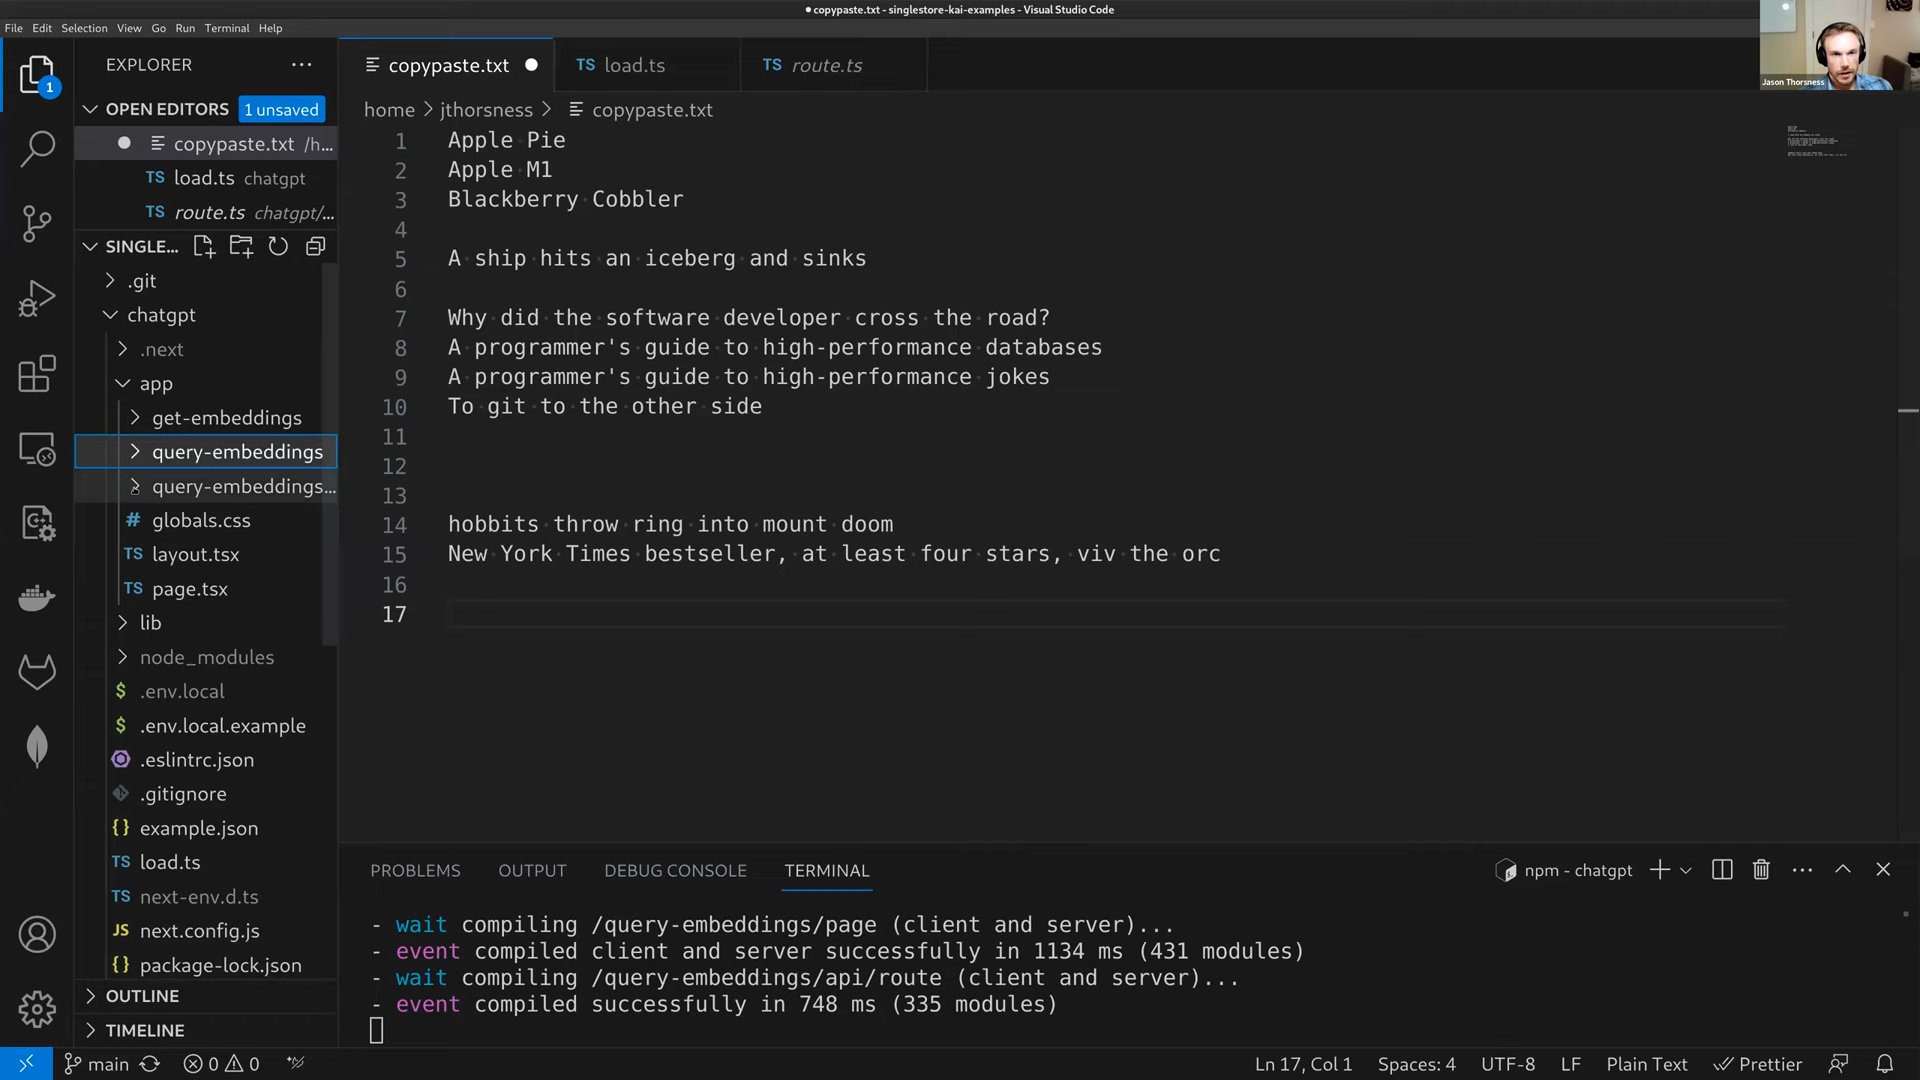 copypaste.txt - singlestore-kai-examples - Visual Studio Code
File Edit Selection View Go Run Terminal Help
Jason Thorsness
1
EXPLORER
OPEN EDITORS 1 unsaved
copypaste.txt /h...
TS load.ts chatgpt
TS route.ts chatgpt/...
SINGLE...
.git
chatgpt
.next
app
get-embeddings
query-embeddings
query-embeddings...
# globals.css
TS layout.tsx
TS page.tsx
lib
node_modules
$ .env.local
$ .env.local.example
.eslintrc.json
.gitignore
{} example.json
TS load.ts
TS next-env.d.ts
JS next.config.js
{} package-lock.json
OUTLINE
TIMELINE
copypaste.txt
TS load.ts
TS route.ts
home > jthorsness > copypaste.txt
1 Apple Pie
2 Apple M1
3 Blackberry Cobbler
4
5 A ship hits an iceberg and sinks
6
7 Why did the software developer cross the road?
8 A programmer's guide to high-performance databases
9 A programmer's guide to high-performance jokes
10 To git to the other side
11
12
13
14 hobbits throw ring into mount doom
15 New York Times bestseller, at least four stars, viv the orc
16
17
PROBLEMS OUTPUT DEBUG CONSOLE TERMINAL
npm - chatgpt
- wait compiling /query-embeddings/page (client and server)...
- event compiled client and server successfully in 1134 ms (431 modules)
- wait compiling /query-embeddings/api/route (client and server)...
- event compiled successfully in 748 ms (335 modules)
main 0 0
Ln 17, Col 1 Spaces: 4 UTF-8 LF Plain Text Prettier